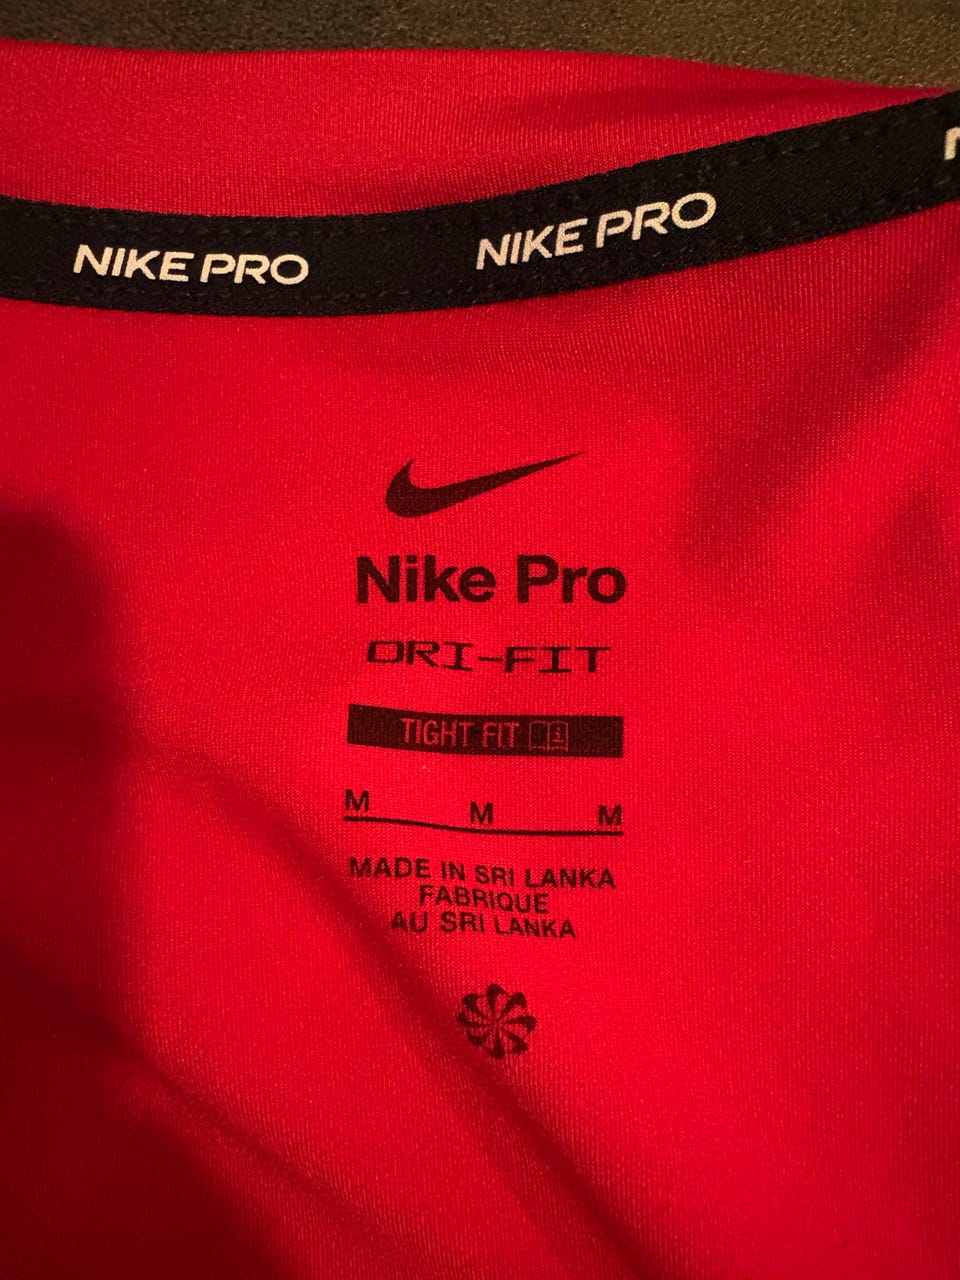 NIKE PRO NIKE PRO
Nike Pro
DRI-FIT
TIGHT FIT
M M M
MADE IN SRI LANKA
FABRIQUE
AU SRI LANKA